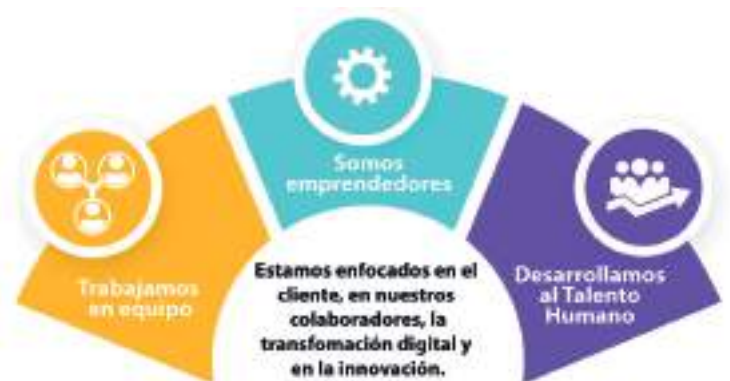 Somos
emprendedores
Trabajamos
en equipo
Desarrollamos
al Talento
Humano
Estamos enfocados en el
cliente, en nuestros
colaboradores, la
transfomación digital y
en la innovación.